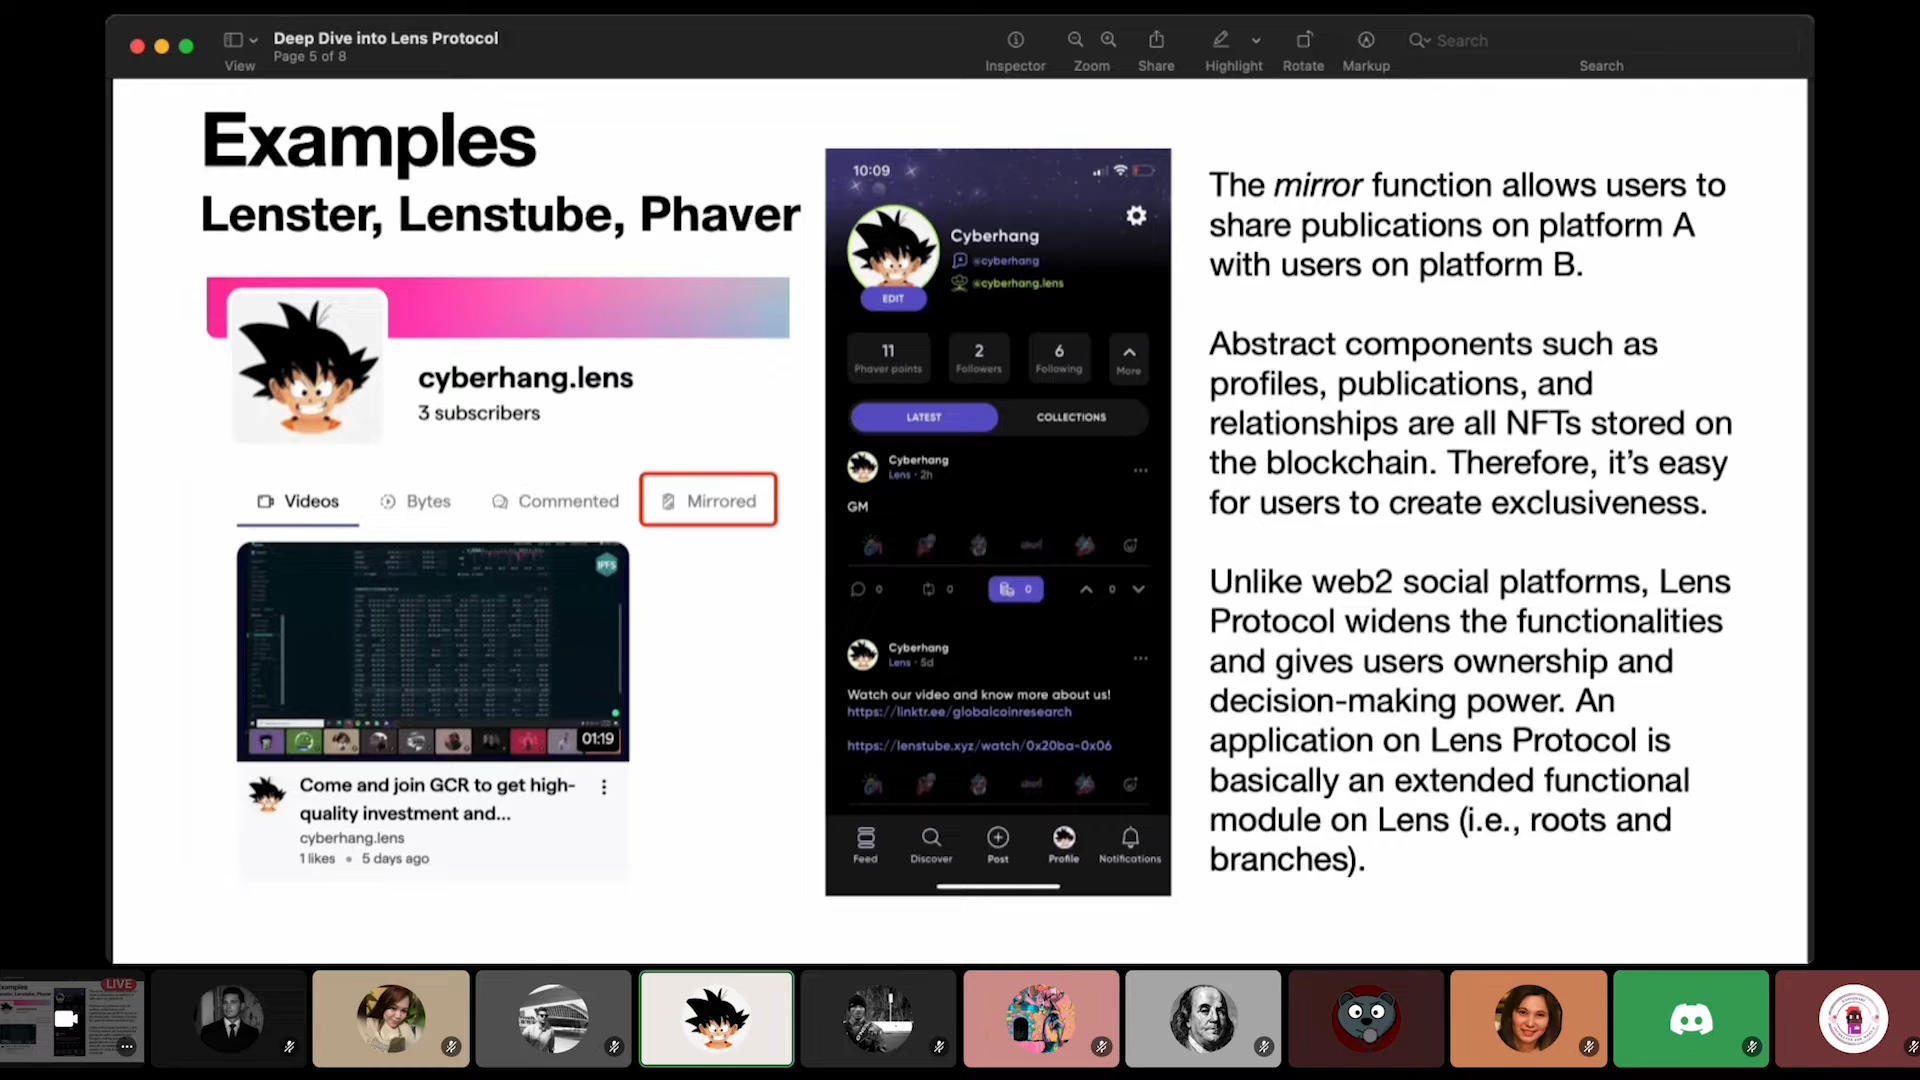 Deep Dive into Lens Protocol
Page 5 of 8
View
Inspector
Zoom
Share
Highlight
Rotate
Markup
Search
Search
Examples
Lenster, Lenstube, Phaver
cyberhang.lens
3 subscribers
Videos
Bytes
Commented
Mirrored
IPFS
01:19
Come and join GCR to get high-
quality investment and...
cyberhang.lens
1 likes • 5 days ago
10:09
Cyberhang
@cyberhang
@cyberhang.lens
EDIT
11
Phaver points
2
Followers
6
Following
More
LATEST
COLLECTIONS
Cyberhang
Lens · 2h
GM
0
0
0
0
Cyberhang
Lens · 5d
Watch our video and know more about us!
https://linktr.ee/globalcoinresearch
https://lenstube.xyz/watch/0x20ba-0x06
Feed
Discover
Post
Profile
Notifications
The mirror function allows users to
share publications on platform A
with users on platform B.
Abstract components such as
profiles, publications, and
relationships are all NFTs stored on
the blockchain. Therefore, it's easy
for users to create exclusiveness.
Unlike web2 social platforms, Lens
Protocol widens the functionalities
and gives users ownership and
decision-making power. An
application on Lens Protocol is
basically an extended functional
module on Lens (i.e., roots and
branches).
LIVE